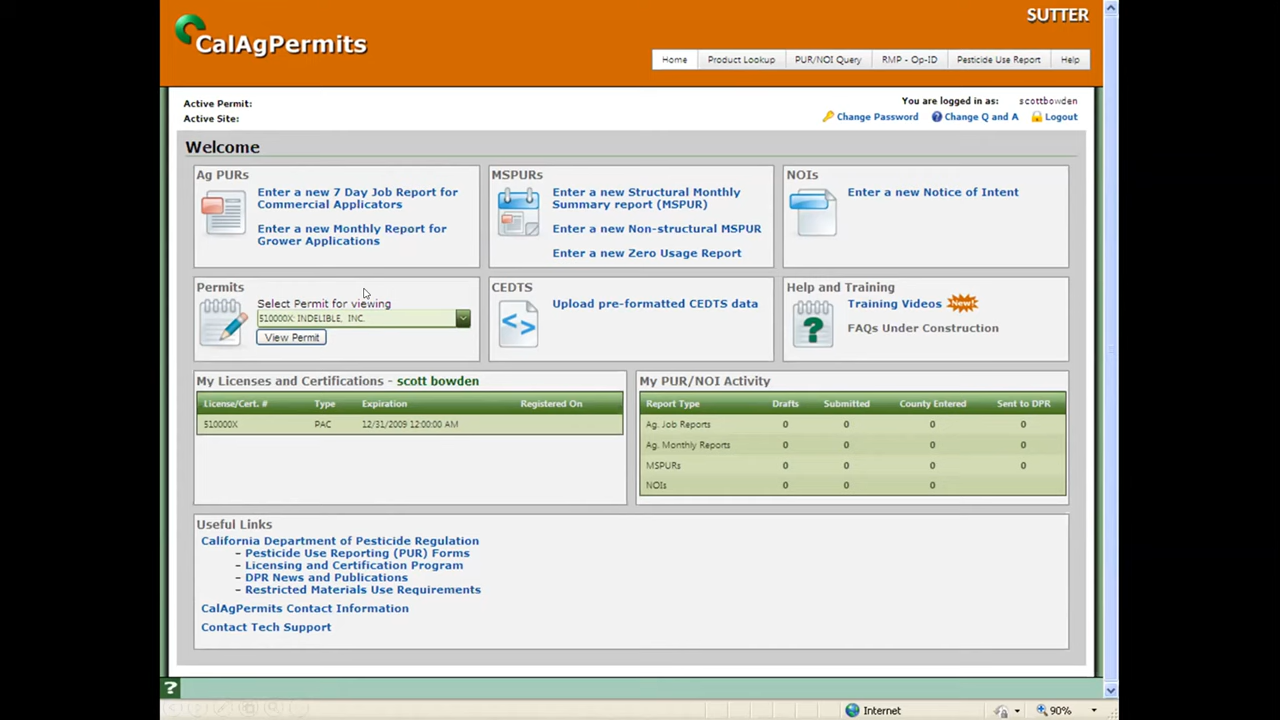 SUTTER
CalAgPermits
Home Product Lookup PUR/NOI Query RMP - Op-ID Pesticide Use Report Help
Active Permit:
Active Site:
You are logged in as: scottbowden
Change Password Change Q and A Logout
Welcome
Ag PURs
Enter a new 7 Day Job Report for
Commercial Applicators
Enter a new Monthly Report for
Grower Applications
MSPURs
Enter a new Structural Monthly
Summary report (MSPUR)
Enter a new Non-structural MSPUR
Enter a new Zero Usage Report
NOIs
Enter a new Notice of Intent
Permits
Select Permit for viewing
510000X: INDELIBLE, INC.
View Permit
CEDTS
Upload pre-formatted CEDTS data
Help and Training
Training Videos New!
FAQs Under Construction
My Licenses and Certifications - scott bowden
License/Cert. # Type Expiration Registered On
510000X PAC 12/31/2009 12:00:00 AM
My PUR/NOI Activity
Report Type Drafts Submitted County Entered Sent to DPR
Ag. Job Reports 0 0 0 0
Ag. Monthly Reports 0 0 0 0
MSPURs 0 0 0 0
NOIs 0 0 0
Useful Links
California Department of Pesticide Regulation
– Pesticide Use Reporting (PUR) Forms
– Licensing and Certification Program
– DPR News and Publications
– Restricted Materials Use Requirements
CalAgPermits Contact Information
Contact Tech Support
?
Internet 90%